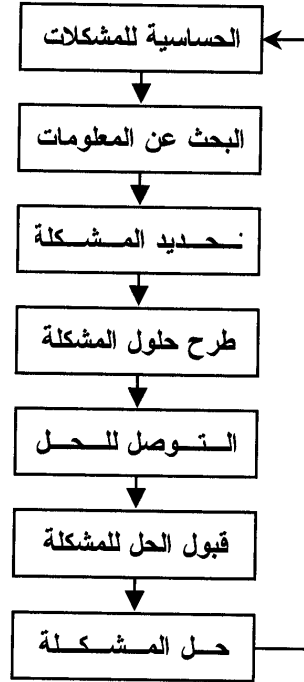 الحساسية للمشكلات
البحث عن المعلومات
تحديد المشكلة
طرح حلول المشكلة
التوصل للحل
قبول الحل للمشكلة
حل المشكلة